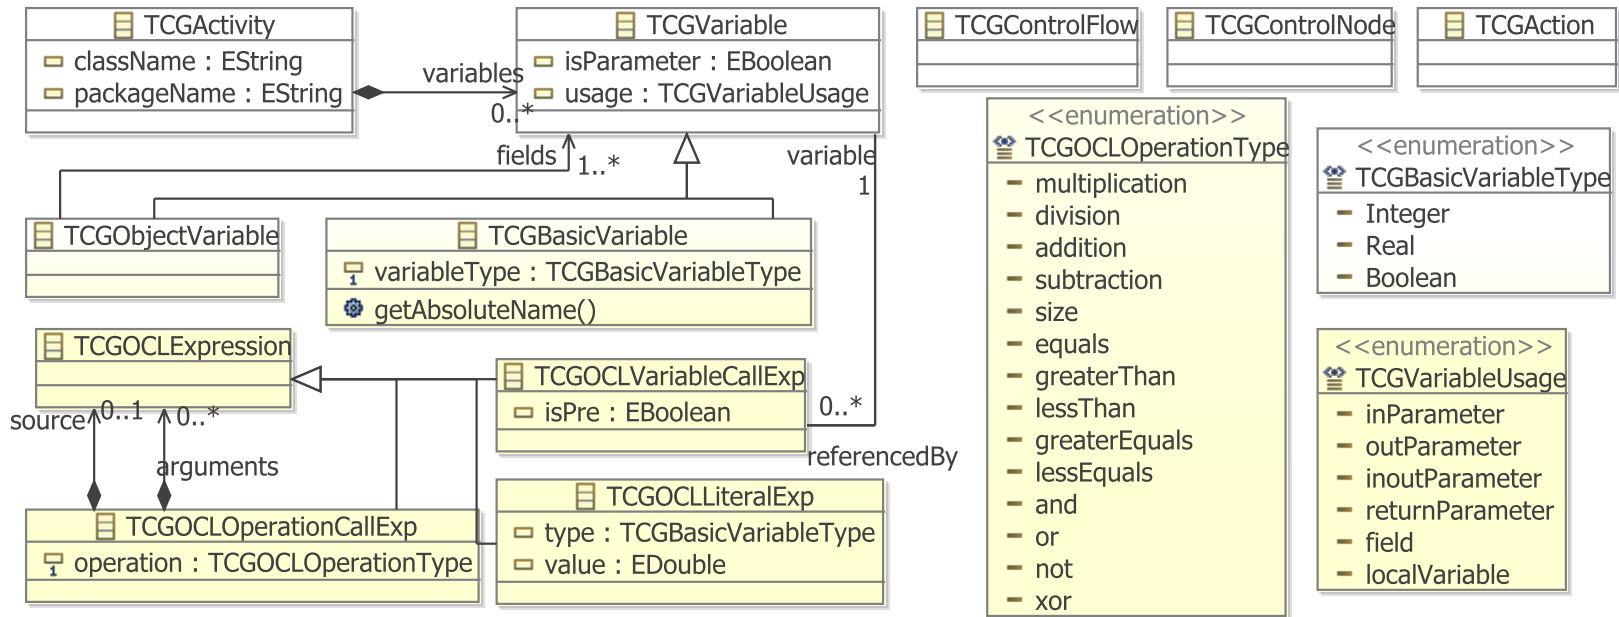 TCGActivity
className : EString
packageName : EString
variables
0..*
TCGVariable
isParameter : EBoolean
usage : TCGVariableUsage
fields
1..*
variable
1
TCGObjectVariable
TCGBasicVariable
1
variableType : TCGBasicVariableType
getAbsoluteName()
TCGOCLExpression
source
0..1
0..*
arguments
TCGOCLVariableCallExp
isPre : EBoolean
0..*
referencedBy
TCGOCLOperationCallExp
1
operation : TCGOCLOperationType
TCGOCLLiteralExp
type : TCGBasicVariableType
value : EDouble
TCGControlFlow
TCGControlNode
TCGAction
<<enumeration>>
TCGOCLOperationType
multiplication
division
addition
subtraction
size
equals
greaterThan
lessThan
greaterEquals
lessEquals
and
or
not
xor
<<enumeration>>
TCGBasicVariableType
Integer
Real
Boolean
<<enumeration>>
TCGVariableUsage
inParameter
outParameter
inoutParameter
returnParameter
field
localVariable